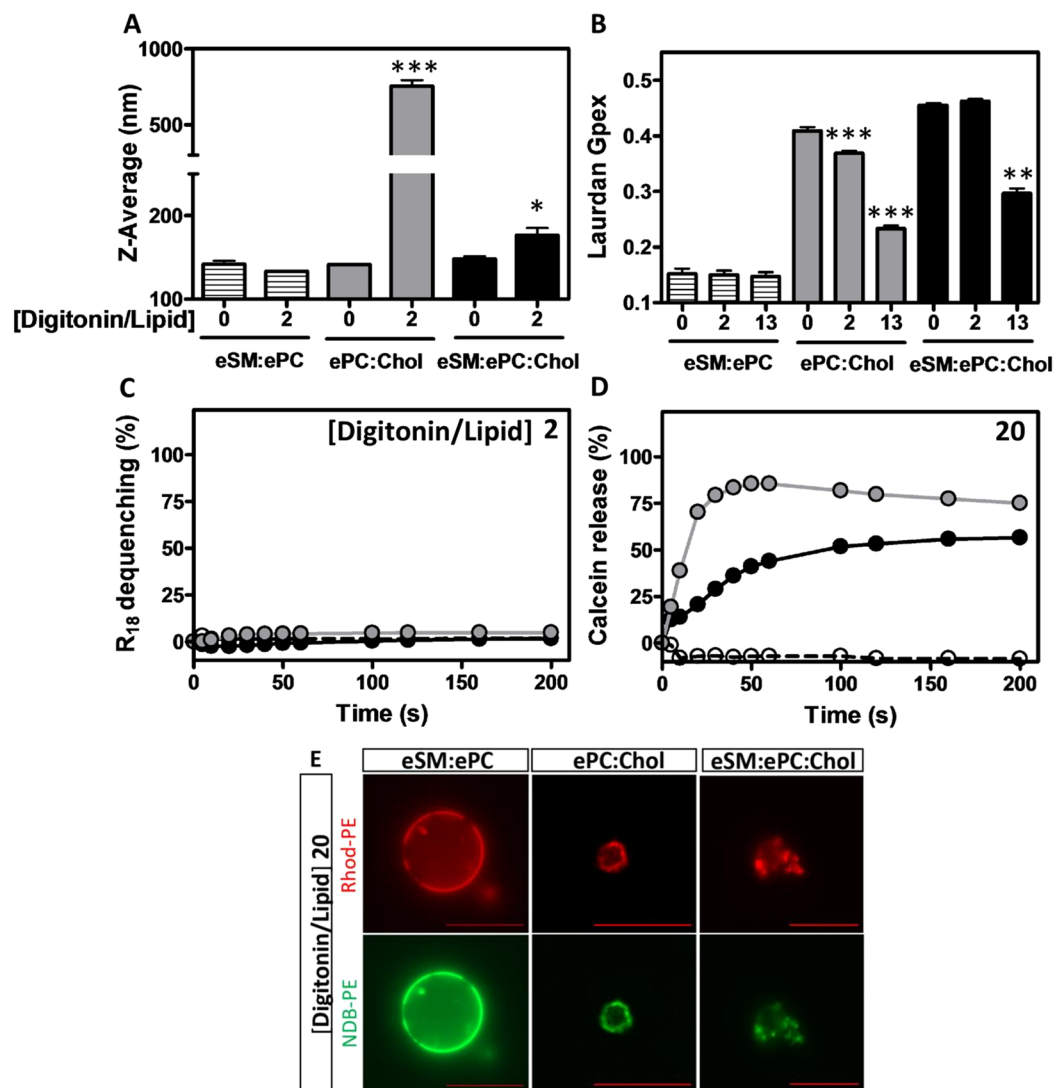 A
Z-Average (nm)
1000
500
200
100
***
*
[Digitonin/Lipid]
0 2 0 2 0 2
eSM:ePC ePC:Chol eSM:ePC:Chol
B
Laurdan Gpex
0.5
0.4
0.3
0.2
0.1
***
***
**
0 2 13 0 2 13 0 2 13
eSM:ePC ePC:Chol eSM:ePC:Chol
C
[Digitonin/Lipid] 2
R18 dequenching (%)
100
75
50
25
0
0 50 100 150 200
Time (s)
D
20
Calcein release (%)
100
75
50
25
0
0 50 100 150 200
Time (s)
E
eSM:ePC ePC:Chol eSM:ePC:Chol
[Digitonin/Lipid] 20
Rhod-PE
NDB-PE